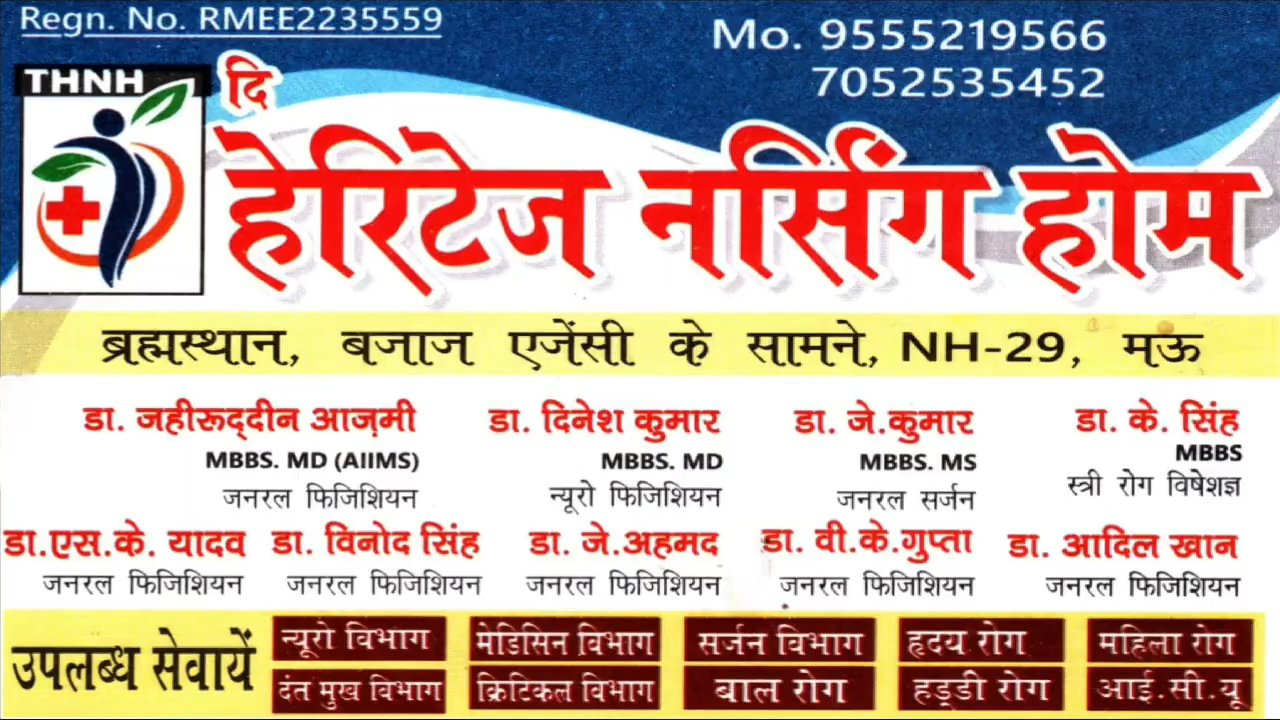 Regn. No. RMEE2235559
Mo. 9555219566
7052535452
THNH
दि
हेरिटेज नर्सिंग होम
ब्रह्मस्थान, बजाज एजेंसी के सामने, NH-29, मऊ
डा. जहीरूद्दीन आज़मी डा. दिनेश कुमार डा. जे.कुमार डा. के. सिंह
MBBS. MD (AIIMS) MBBS. MD MBBS. MS MBBS
जनरल फिजिशियन न्यूरो फिजिशियन जनरल सर्जन स्त्री रोग विषेशज्ञ
डा.एस.के. यादव डा. विनोद सिंह डा. जे.अहमद डा. वी.के.गुप्ता डा. आदिल खान
जनरल फिजिशियन जनरल फिजिशियन जनरल फिजिशियन जनरल फिजिशियन जनरल फिजिशियन
उपलब्ध सेवायें
न्यूरो विभाग मेडिसिन विभाग सर्जन विभाग हृदय रोग महिला रोग
दंत मुख विभाग क्रिटिकल विभाग बाल रोग हड्डी रोग आई.सी.यू